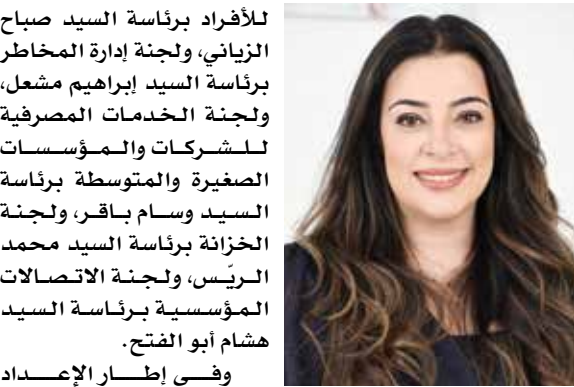 للأفراد برئاسة السيد صباح
الزياني، ولجنة إدارة المخاطر
برئاسة السيد إبراهيم مشعل،
ولجنة الخدمات المصرفية
للشركات والمؤسسات
الصغيرة والمتوسطة برئاسة
السيد وسام باقر، ولجنة
الخزانة برئاسة السيد محمد
الريّس، ولجنة الاتصالات
المؤسسية برئاسة السيد
هشام أبو الفتح.
وفي إطار الإعداد